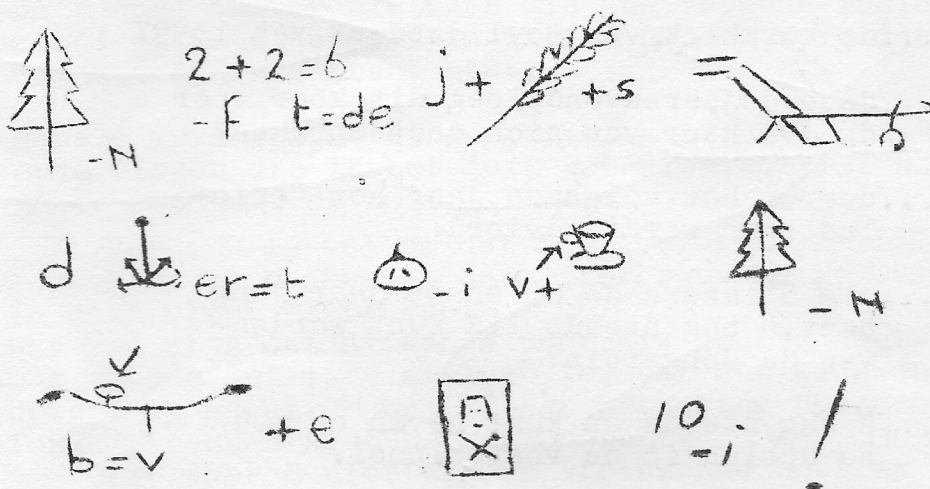 2 + 2 = 6 j + + s
- N - F t = de
d er = t - i v + - N
b = v + e 10 - i !